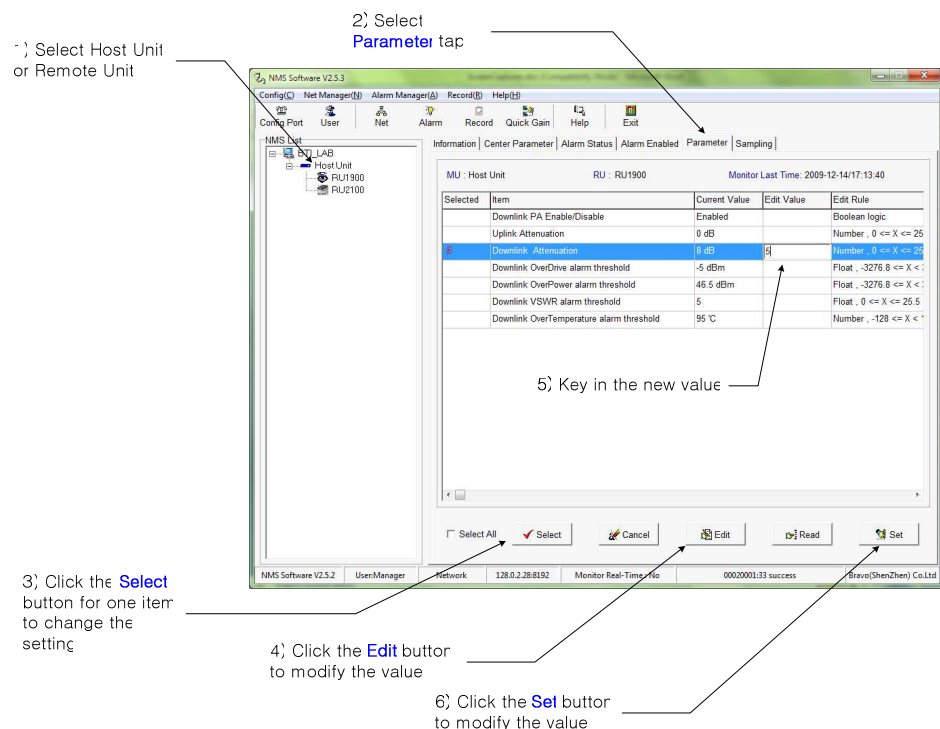 2) Select
Parameter tap
1) Select Host Unit
or Remote Unit
NMS Software V2.5.3
Config(C) Net Manager(N) Alarm Manager(A) Record(R) Help(H)
Config Port User Net Alarm Record Quick Gain Help Exit
NMS List
BTI_LAB
Host Unit
RU1900
RU2100
Information Center Parameter Alarm Status Alarm Enabled Parameter Sampling
MU : Host Unit RU : RU1900 Monitor Last Time: 2009-12-14/17:13:40
Selected Item Current Value Edit Value Edit Rule
Downlink PA Enable/Disable Enabled Boolean logic
Uplink Attenuation 0 dB Number , 0 <= X <= 25
E Downlink Attenuation 8 dB 5 Number , 0 <= X <= 25
Downlink OverDrive alarm threshold -5 dBm Float , -3276.8 <= X <
Downlink OverPower alarm threshold 46.5 dBm Float , -3276.8 <= X <
Downlink VSWR alarm threshold 5 Float , 0 <= X <= 25.5
Downlink OverTemperature alarm threshold 95 ℃ Number , -128 <= X <
5) Key in the new value
Select All Select Cancel Edit Read Set
NMS Software V2.5.2 User:Manager Network 128.0.2.28:8192 Monitor Real-Time: No 00020001:33 success Bravo(ShenZhen) Co.Ltd
3) Click the Select
button for one item
to change the
setting
4) Click the Edit button
to modify the value
6) Click the Set button
to modify the value